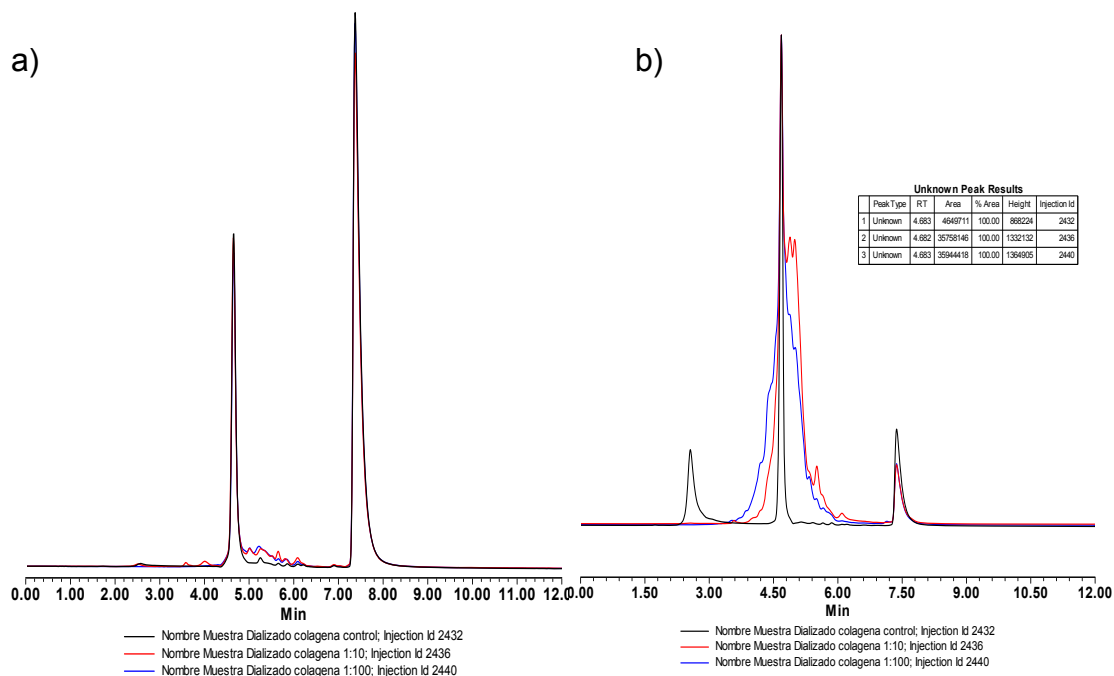 a)
0.00 1.00 2.00 3.00 4.00 5.00 6.00 7.00 8.00 9.00 10.00 11.00 12.00
Min
Nombre Muestra Dializado colagena control; Injection Id 2432
Nombre Muestra Dializado colagena 1:10; Injection Id 2436
Nombre Muestra Dializado colagena 1:100; Injection Id 2440
b)
Unknown Peak Results
Peak Type RT Area % Area Height Injection Id
1 Unknown 4.683 4649711 100.00 868224 2432
2 Unknown 4.682 35758146 100.00 1332132 2436
3 Unknown 4.683 35944418 100.00 1364905 2440
0.00 1.50 3.00 4.50 6.00 7.50 9.00 10.50 12.00
Min
Nombre Muestra Dializado colagena control; Injection Id 2432
Nombre Muestra Dializado colagena 1:10; Injection Id 2436
Nombre Muestra Dializado colagena 1:100; Injection Id 2440